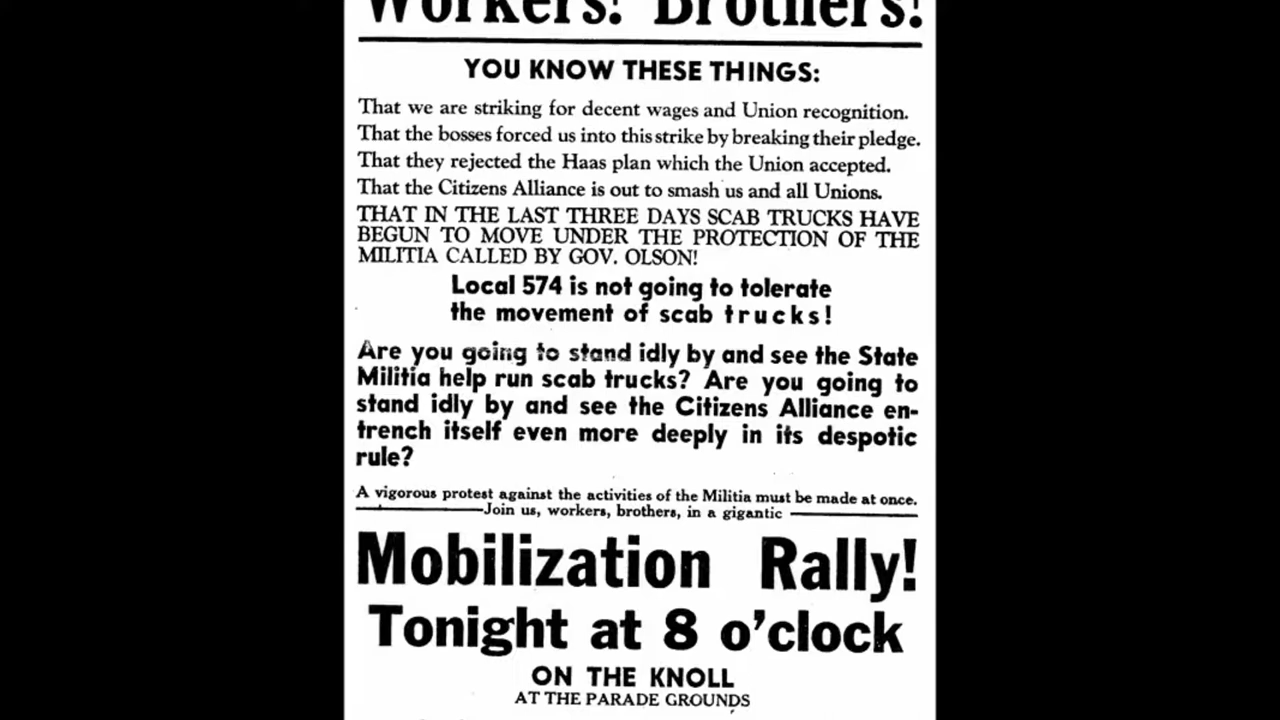 Workers! Brothers!
YOU KNOW THESE THINGS:
That we are striking for decent wages and Union recognition.
That the bosses forced us into this strike by breaking their pledge.
That they rejected the Haas plan which the Union accepted.
That the Citizens Alliance is out to smash us and all Unions.
THAT IN THE LAST THREE DAYS SCAB TRUCKS HAVE
BEGUN TO MOVE UNDER THE PROTECTION OF THE
MILITIA CALLED BY GOV. OLSON!
Local 574 is not going to tolerate
the movement of scab trucks!
Are you going to stand idly by and see the State
Militia help run scab trucks? Are you going to
stand idly by and see the Citizens Alliance en-
trench itself even more deeply in its despotic
rule?
A vigorous protest against the activities of the Militia must be made at once.
Join us, workers, brothers, in a gigantic
Mobilization Rally!
Tonight at 8 o'clock
ON THE KNOLL
AT THE PARADE GROUNDS